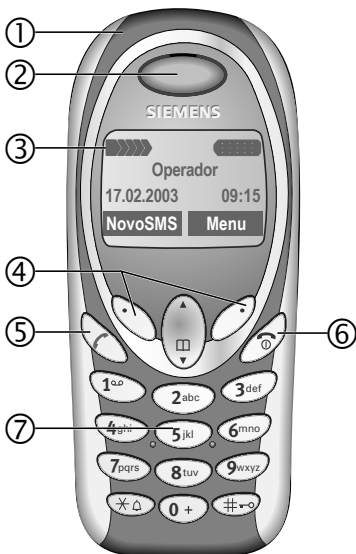 ①
②
SIEMENS
③
Operador
17.02.2003 09:15
NovoSMS Menu
④
⑤
⑥
1 2abc 3def
⑦
4ghi 5jkl 6mno
7pqrs 8tuv 9wxyz
* 0 + #